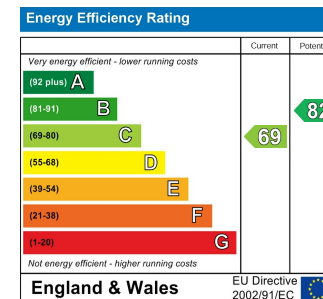 Energy Efficiency Rating
Current Potent
Very energy efficient - lower running costs
(92 plus) A
(81-91) B
82
(69-80) C
69
(55-68) D
(39-54) E
(21-38) F
(1-20) G
Not energy efficient - higher running costs
England & Wales
EU Directive
2002/91/EC